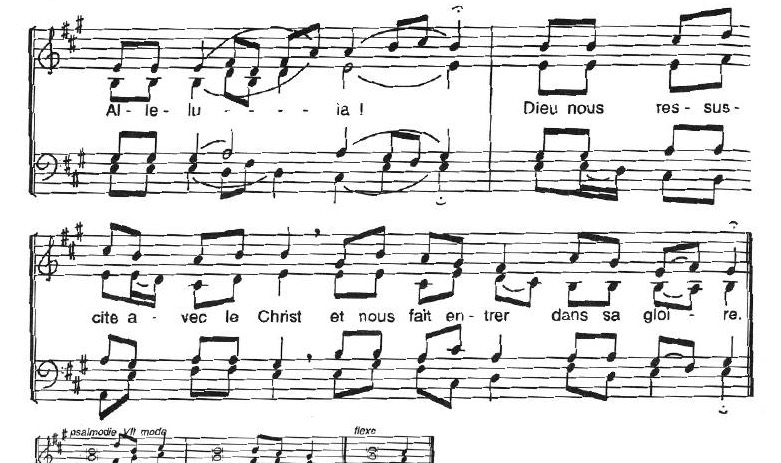 Al - le - lu - - - - ia ! Dieu nous res - sus -
cite a - vec le Christ et nous fait en - trer dans sa gloi - re.
psalmodie VII mode flexe